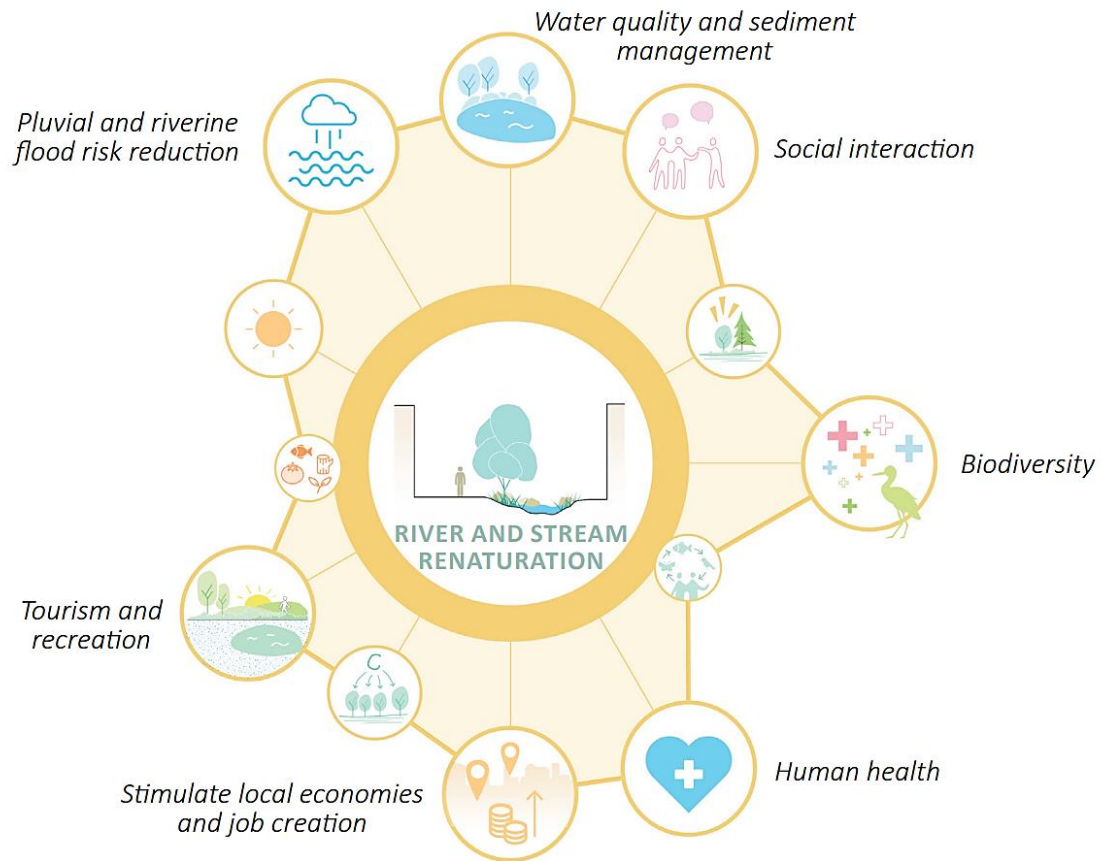 Water quality and sediment
management
Pluvial and riverine
flood risk reduction
Social interaction
Biodiversity
RIVER AND STREAM
RENATURATION
Tourism and
recreation
C
Human health
Stimulate local economies
and job creation